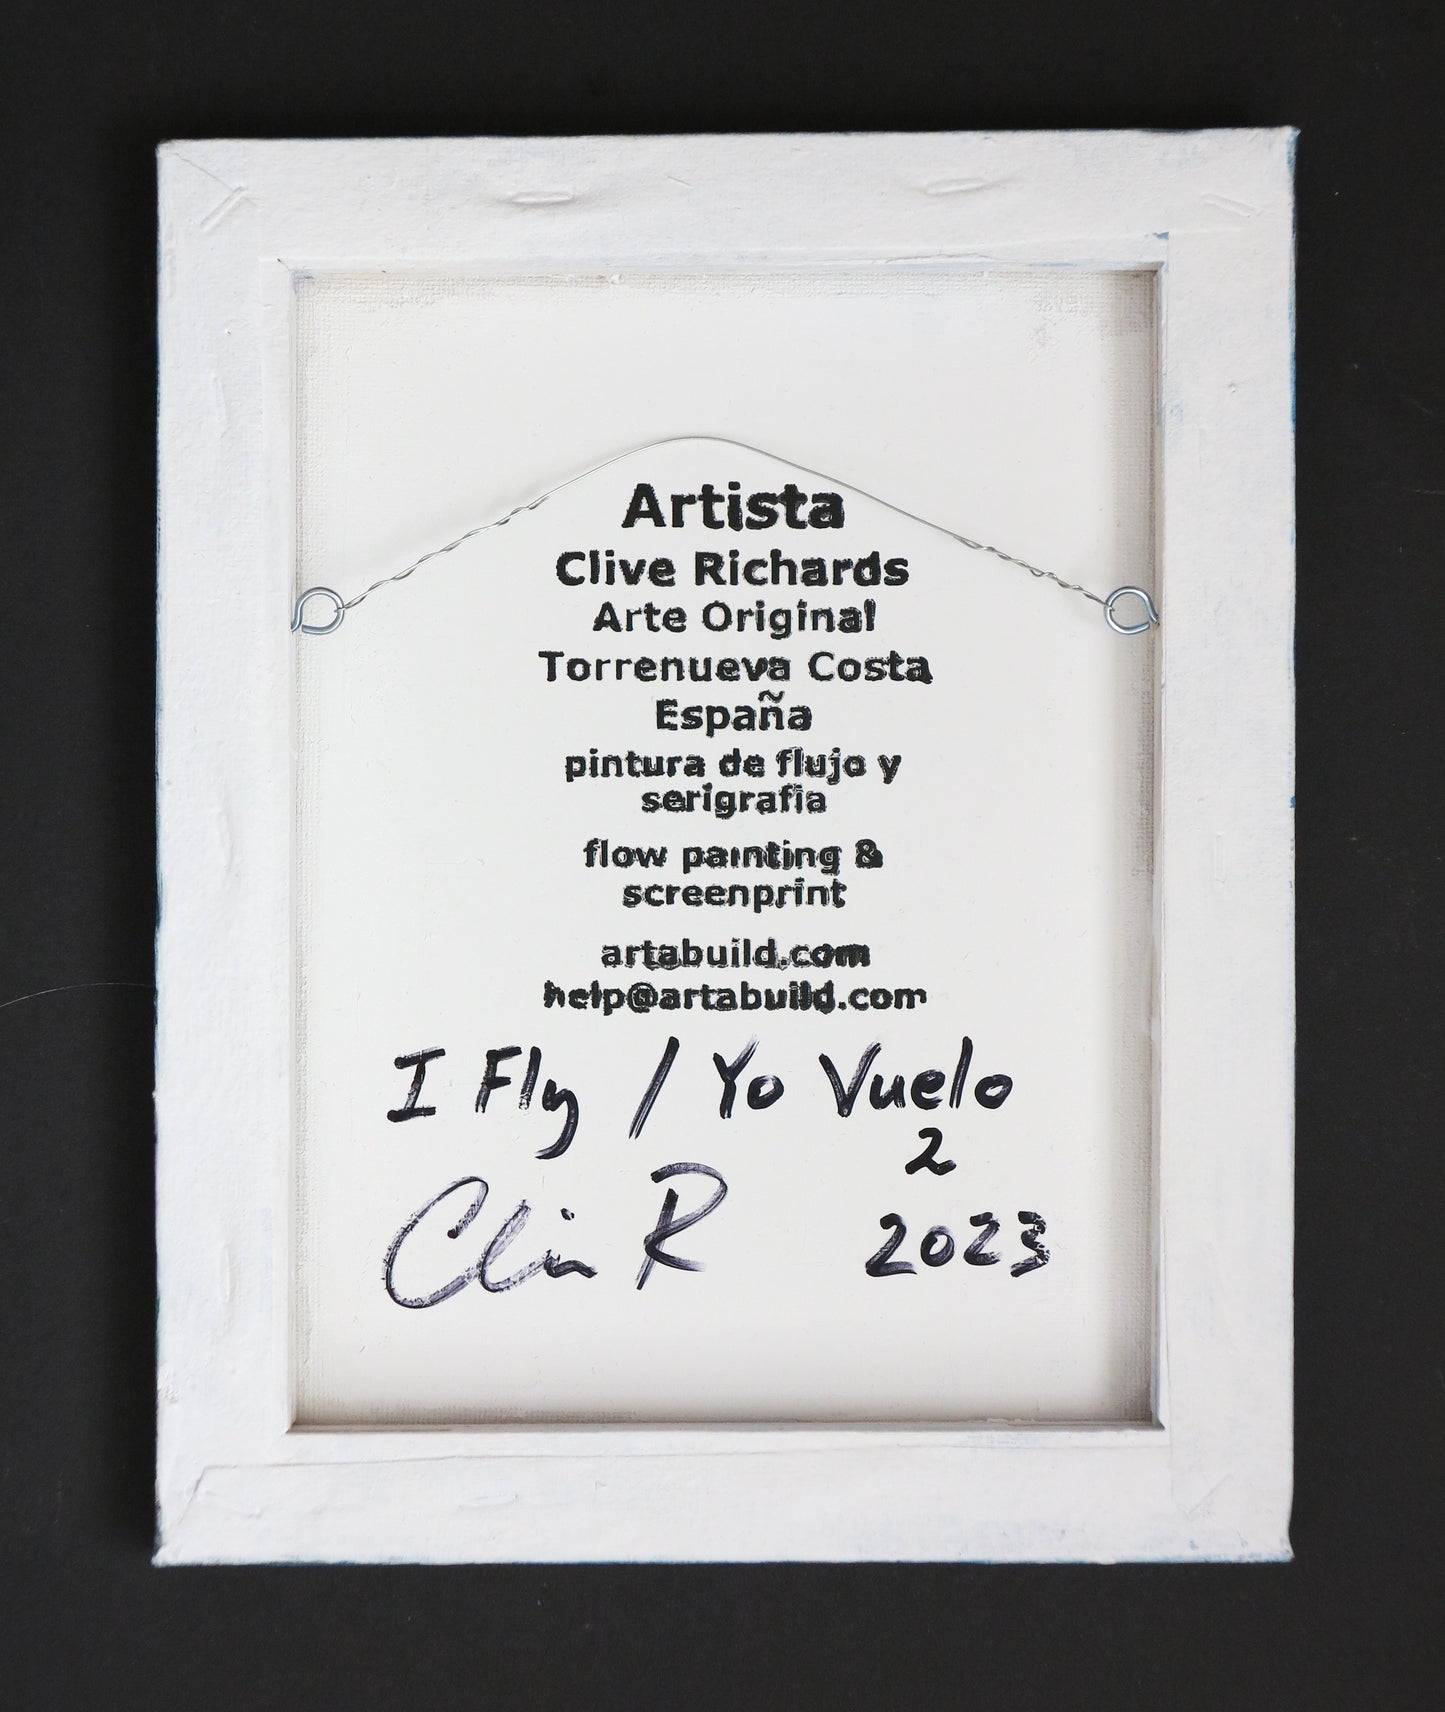 Artista
Clive Richards
Arte Original
Torrenueva Costa
España
pintura de flujo y
serigrafia
flow painting &
screenprint
artabuild.com
help@artabuild.com
I Fly / Yo Vuelo
2
Clive R 2023